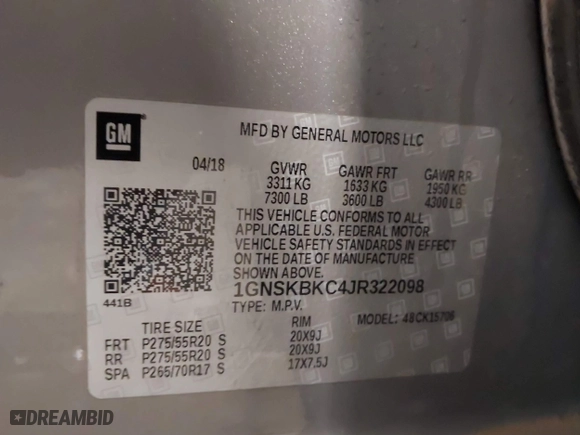 GM
MFD BY GENERAL MOTORS LLC
04/18 GVWR GAWR FRT GAWR RR
3311 KG 1633 KG 1950 KG
7300 LB 3600 LB 4300 LB
THIS VEHICLE CONFORMS TO ALL
APPLICABLE U.S. FEDERAL MOTOR
VEHICLE SAFETY STANDARDS IN EFFECT
ON THE DATE OF MANUFACTURE
SHOWN ABOVE.
1GNSKBKC4JR322098
441B TYPE: M.P.V. MODEL: 48CK15706
TIRE SIZE RIM
FRT P275/55R20 S 20X9J
RR P275/55R20 S 20X9J
SPA P265/70R17 S 17X7.5J
DREAMBID